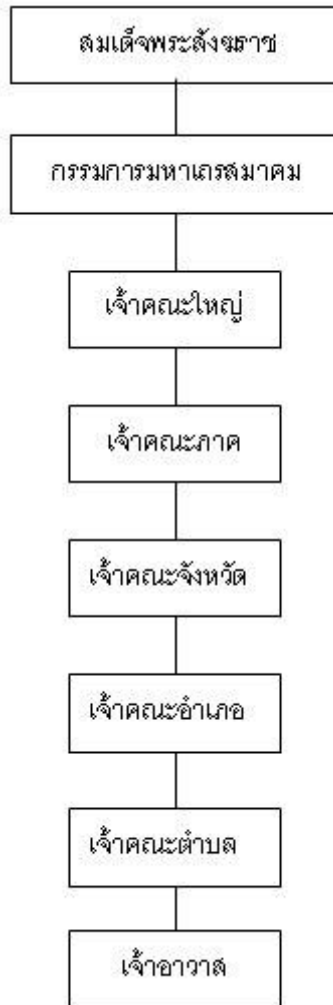 สมเด็จพระสังฆราช
กรรมการมหาเถรสมาคม
เจ้าคณะใหญ่
เจ้าคณะภาค
เจ้าคณะจังหวัด
เจ้าคณะอำเภอ
เจ้าคณะตำบล
เจ้าอาวาส